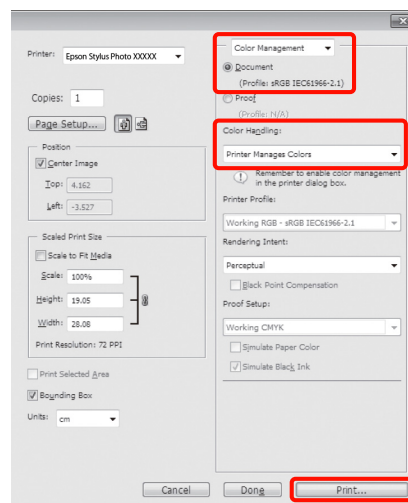 Printer:
Epson Stylus Photo XXXXX
Copies:
1
Page Setup...
Position
Center Image
Top:
4.162
Left:
-3.527
Scaled Print Size
Scale to Fit Media
Scale:
100%
Height:
19.05
Width:
28.08
Print Resolution: 72 PPI
Print Selected Area
Bounding Box
Units:
cm
Color Management
Document
(Profile: sRGB IEC61966-2.1)
Proof
(Profile: N/A)
Color Handling:
Printer Manages Colors
Remember to enable color management
in the printer dialog box.
Printer Profile:
Working RGB - sRGB IEC61966-2.1
Rendering Intent:
Perceptual
Black Point Compensation
Proof Setup:
Working CMYK
Simulate Paper Color
Simulate Black Ink
Cancel
Done
Print...